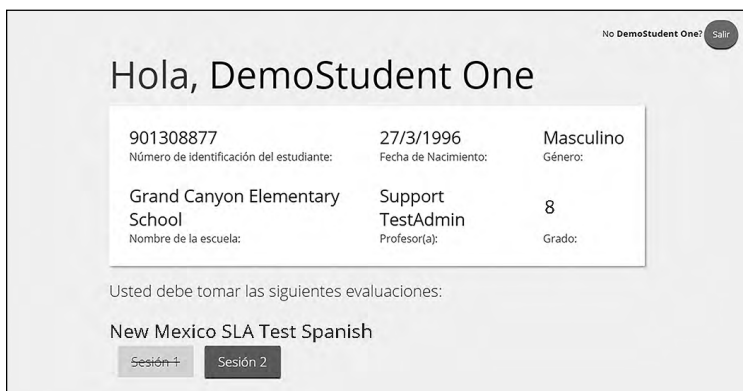 No DemoStudent One? Salir
Hola, DemoStudent One
901308877 27/3/1996 Masculino
Número de identificación del estudiante: Fecha de Nacimiento: Género:
Grand Canyon Elementary Support 8
School TestAdmin
Nombre de la escuela: Profesor(a): Grado:
Usted debe tomar las siguientes evaluaciones:
New Mexico SLA Test Spanish
Sesión 1 Sesión 2